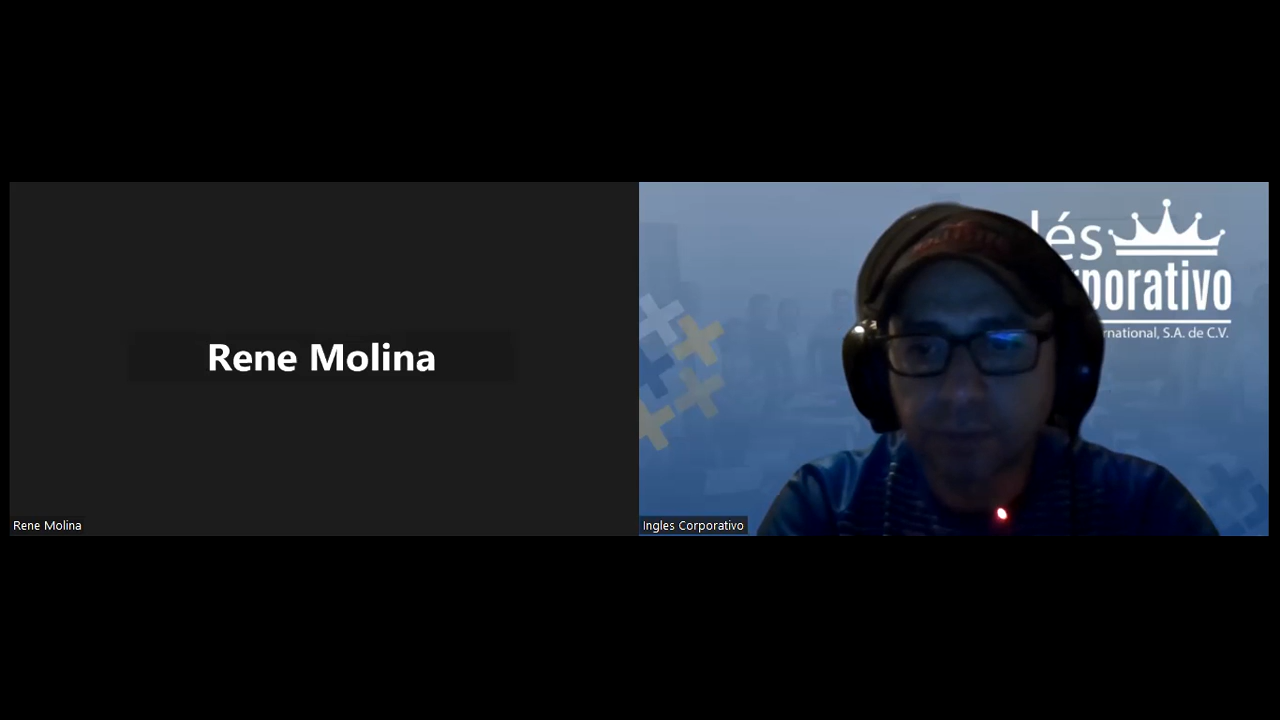 Rene Molina
lés
porativo
rnational, S.A. de C.V.
Rene Molina
Ingles Corporativo